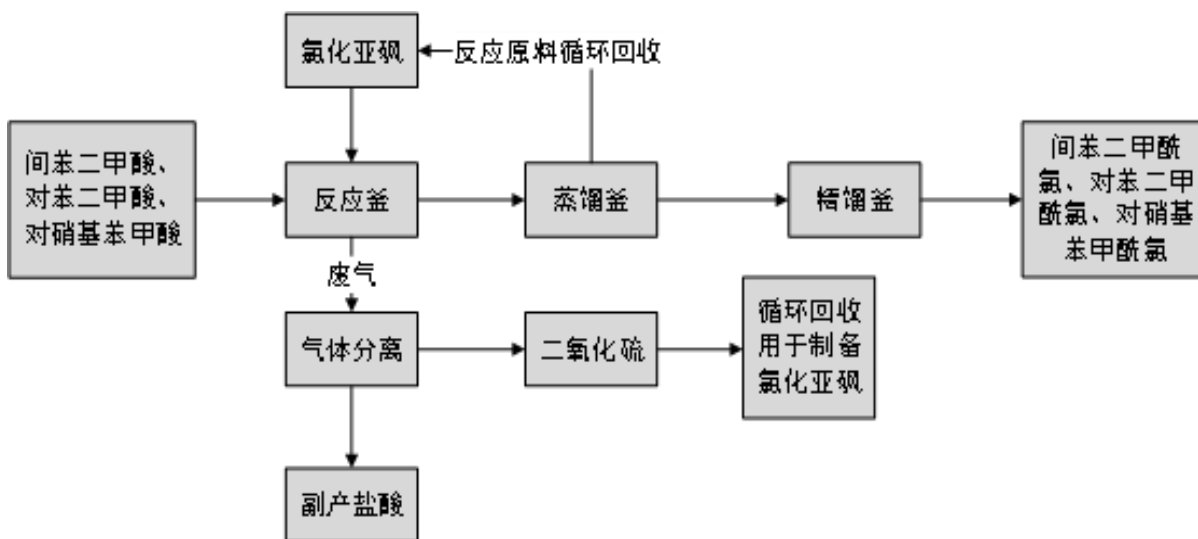 氯化亚砜
反应原料循环回收
间苯二甲酸、
对苯二甲酸、
对硝基苯甲酸
反应釜
蒸馏釜
精馏釜
间苯二甲酰
氯、对苯二甲
酰氯、对硝基
苯甲酰氯
废气
气体分离
二氧化硫
循环回收
用于制备
氯化亚砜
副产盐酸